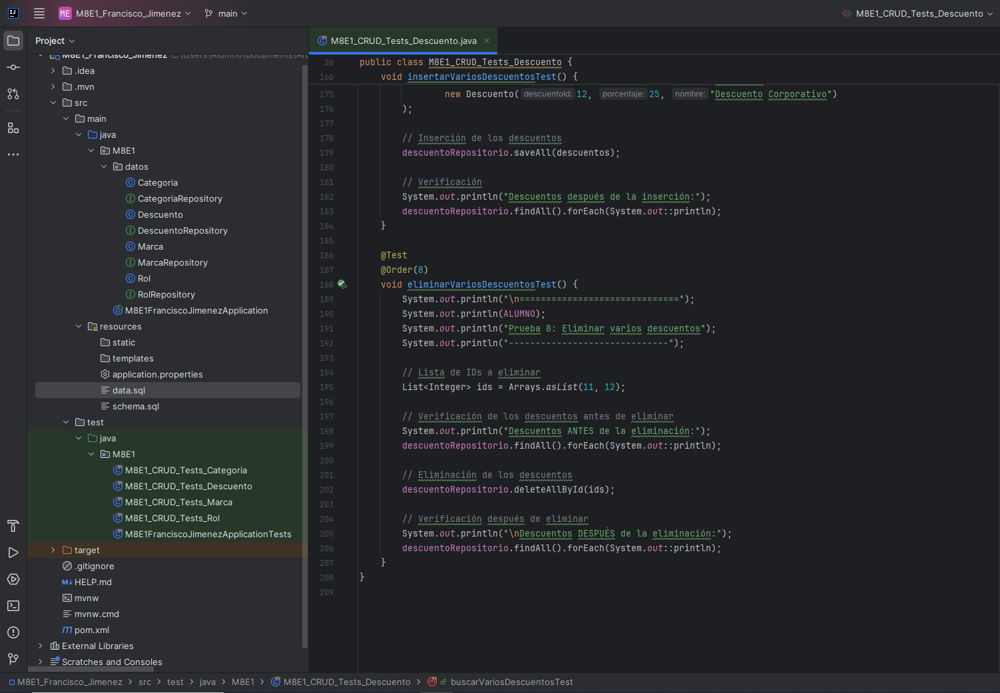 ME M8E1_Francisco_Jimenez main M8E1_CRUD_Tests_Descuento
Project
M8E1_CRUD_Tests_Descuento.java
M8E1_Francisco_Jimenez C:\Users\Alumno\Documents\Ar
.idea
.mvn
src
main
java
M8E1
datos
Categoria
CategoriaRepository
Descuento
DescuentoRepository
Marca
MarcaRepository
Rol
RolRepository
M8E1FranciscoJimenezApplication
resources
static
templates
application.properties
data.sql
schema.sql
test
java
M8E1
M8E1_CRUD_Tests_Categoria
M8E1_CRUD_Tests_Descuento
M8E1_CRUD_Tests_Marca
M8E1_CRUD_Tests_Rol
M8E1FranciscoJimenezApplicationTests
target
.gitignore
HELP.md
mvnw
mvnw.cmd
pom.xml
External Libraries
Scratches and Consoles
26 public class M8E1_CRUD_Tests_Descuento {
166 void insertarVariosDescuentosTest() {
175 new Descuento( descuentoId: 12, porcentaje: 25, nombre: "Descuento Corporativo")
176 );
177
178 // Inserción de los descuentos
179 descuentoRepositorio.saveAll(descuentos);
180
181 // Verificación
182 System.out.println("Descuentos después de la inserción:");
183 descuentoRepositorio.findAll().forEach(System.out::println);
184 }
185
186 @Test
187 @Order(8)
188 void eliminarVariosDescuentosTest() {
189 System.out.println("\n==============================");
190 System.out.println(ALUMNO);
191 System.out.println("Prueba 8: Eliminar varios descuentos");
192 System.out.println("------------------------------");
193
194 // Lista de IDs a eliminar
195 List<Integer> ids = Arrays.asList(11, 12);
196
197 // Verificación de los descuentos antes de eliminar
198 System.out.println("Descuentos ANTES de la eliminación:");
199 descuentoRepositorio.findAll().forEach(System.out::println);
200
201 // Eliminación de los descuentos
202 descuentoRepositorio.deleteAllById(ids);
203
204 // Verificación después de eliminar
205 System.out.println("\nDescuentos DESPUÉS de la eliminación:");
206 descuentoRepositorio.findAll().forEach(System.out::println);
207 }
208 }
209
M8E1_Francisco_Jimenez > src > test > java > M8E1 > M8E1_CRUD_Tests_Descuento > buscarVariosDescuentosTest